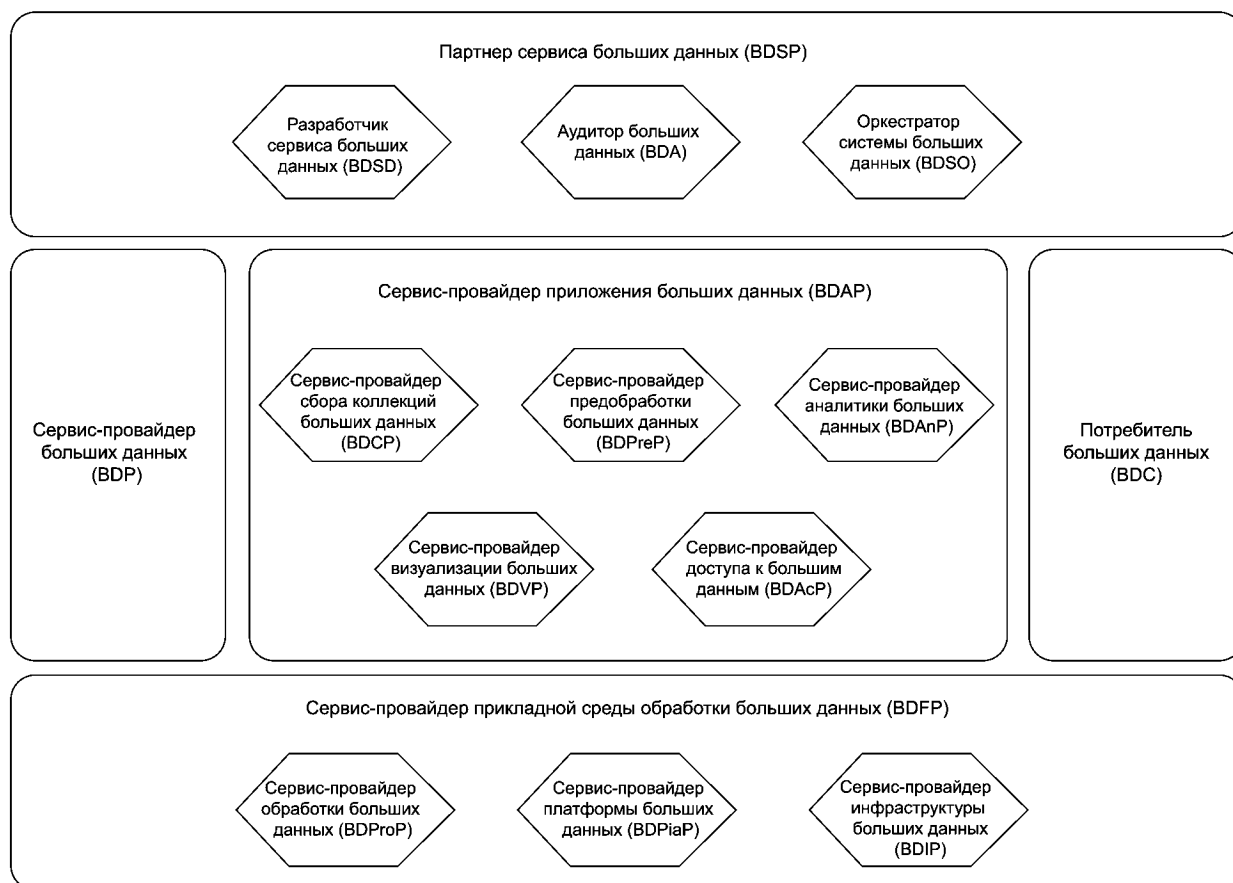 Партнер сервиса больших данных (BDSP)
Разработчик
сервиса больших
данных (BDSD)
Аудитор больших
данных (BDA)
Оркестратор
системы больших
данных (BDSO)
Сервис-провайдер
больших данных
(BDP)
Сервис-провайдер приложения больших данных (BDAP)
Сервис-провайдер
сбора коллекций
больших данных
(BDCP)
Сервис-провайдер
предобработки
больших данных
(BDPreP)
Сервис-провайдер
аналитики больших
данных (BDAnP)
Сервис-провайдер
визуализации больших
данных (BDVP)
Сервис-провайдер
доступа к большим
данным (BDAcP)
Потребитель
больших данных
(BDC)
Сервис-провайдер прикладной среды обработки больших данных (BDFP)
Сервис-провайдер
обработки больших
данных (BDProP)
Сервис-провайдер
платформы больших
данных (BDPiaP)
Сервис-провайдер
инфраструктуры
больших данных
(BDIP)